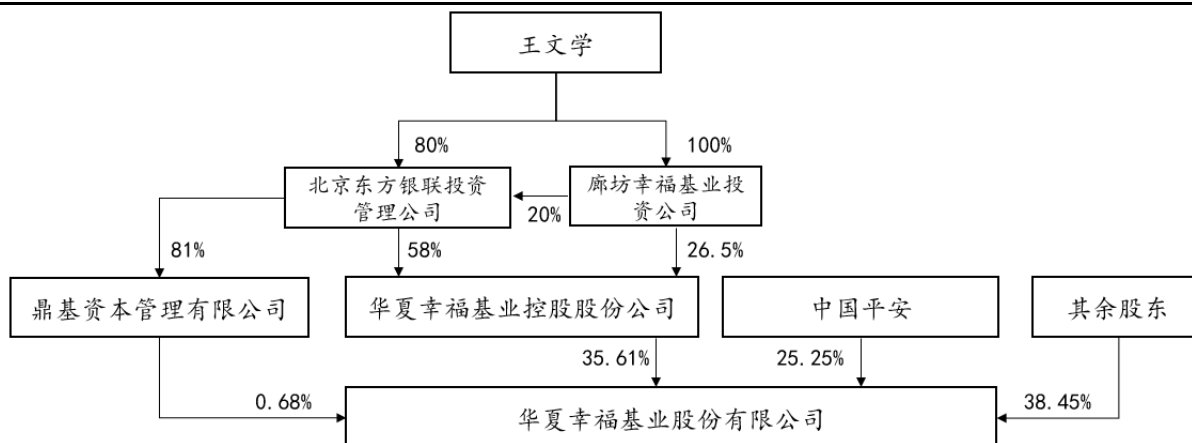 王文学
80%
100%
北京东方银联投资
管理公司
廊坊幸福基业投
资公司
20%
81%
58%
26.5%
鼎基资本管理有限公司
华夏幸福基业控股股份公司
中国平安
其余股东
35.61%
25.25%
0.68%
38.45%
华夏幸福基业股份有限公司